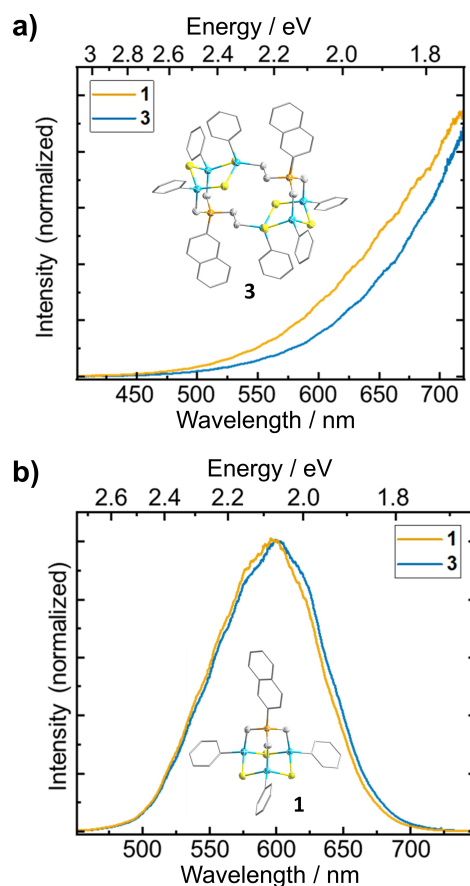 a)
Energy / eV
3 2.8 2.6 2.4 2.2 2.0 1.8
1
3
3
Intensity (normalized)
450 500 550 600 650 700
Wavelength / nm
b)
Energy / eV
2.6 2.4 2.2 2.0 1.8
1
3
1
Intensity (normalized)
500 550 600 650 700
Wavelength / nm